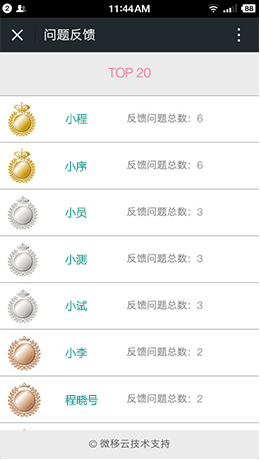 2 11:44AM 88
× 问题反馈
TOP 20
小程 反馈问题总数：6
小序 反馈问题总数：6
小员 反馈问题总数：3
小测 反馈问题总数：3
小试 反馈问题总数：3
小李 反馈问题总数：2
程晓号 反馈问题总数：2
© 微移云技术支持